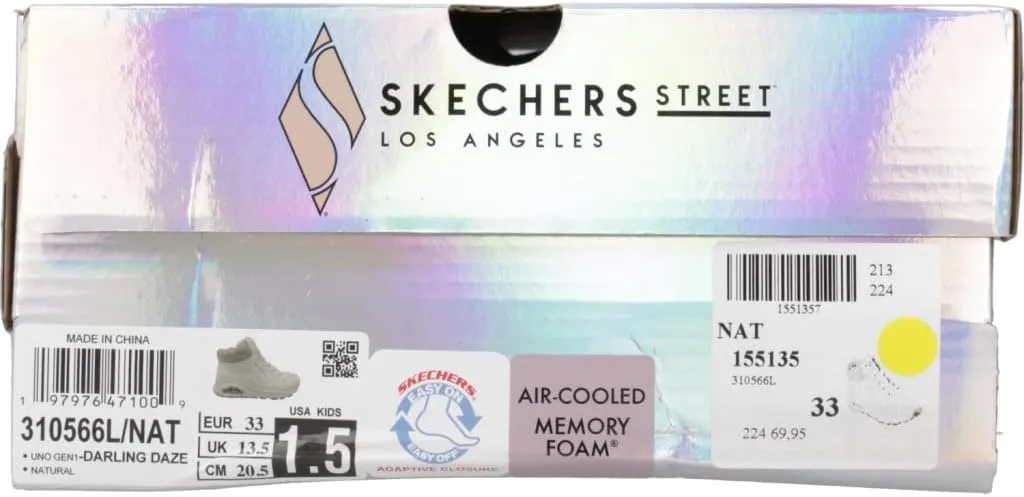 SKECHERS STREET
LOS ANGELES
MADE IN CHINA
1 97976 47100 9
310566L/NAT
• UNO GEN1-DARLING DAZE
• NATURAL
EUR 33
UK 13.5
CM 20.5
USA KIDS
1.5
SKECHERS
EASY ON
EASY OFF
ADAPTIVE CLOSURE
AIR-COOLED
MEMORY
FOAM®
1551357
213
224
NAT
155135
310566L
33
224 69,95